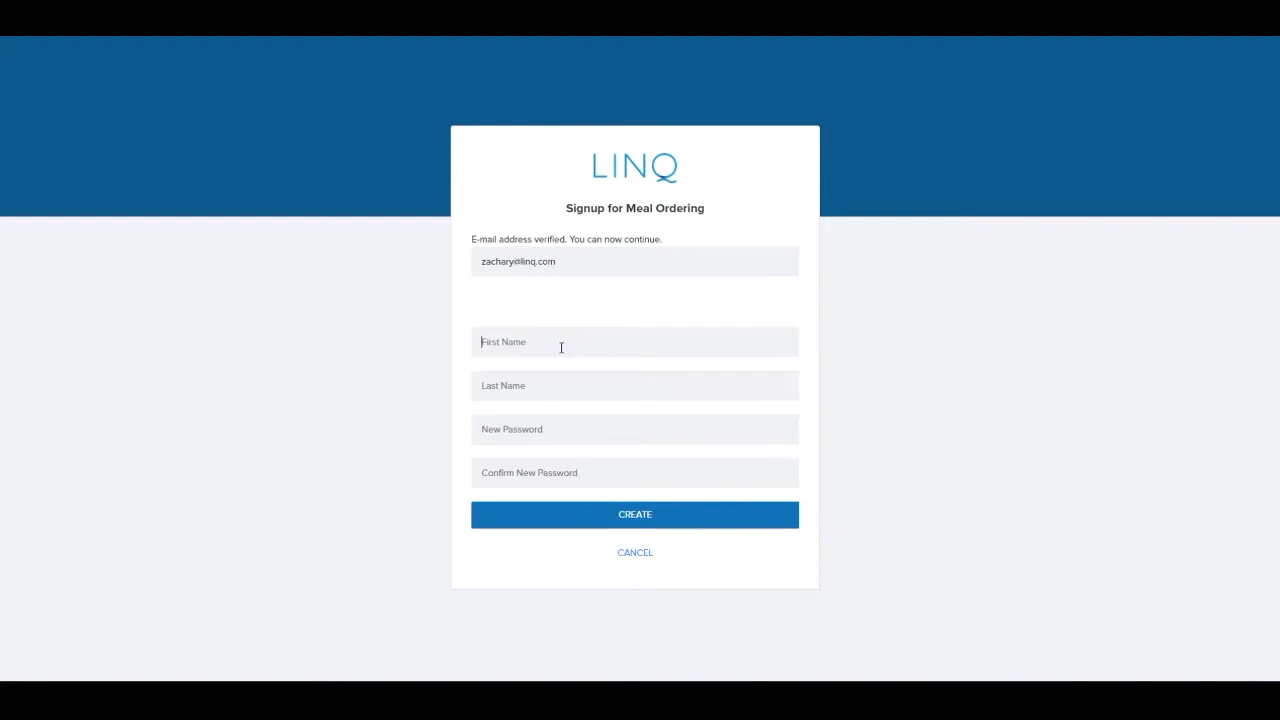 LINQ
Signup for Meal Ordering
E-mail address verified. You can now continue.
zachary@linq.com
First Name
Last Name
New Password
Confirm New Password
CREATE
CANCEL